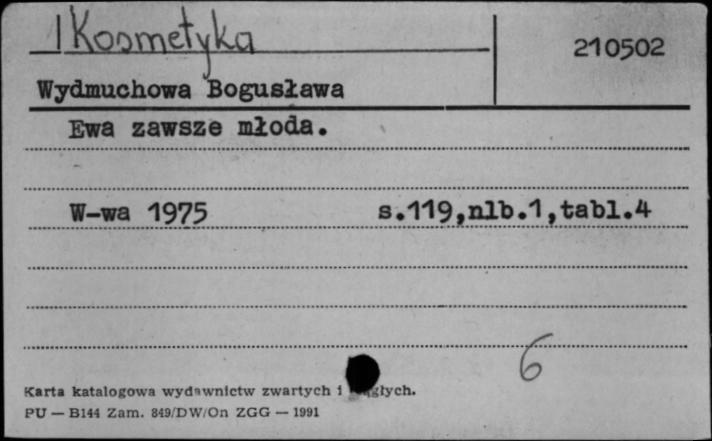 1 Kosmetyka
210502
Wydmuchowa Bogusława
Ewa zawsze młoda.
W-wa 1975 s.119,nlb.1,tabl.4
6
Karta katalogowa wydawnictw zwartych i
PU — B144 Zam. 849/DW/On ZGG — 1991